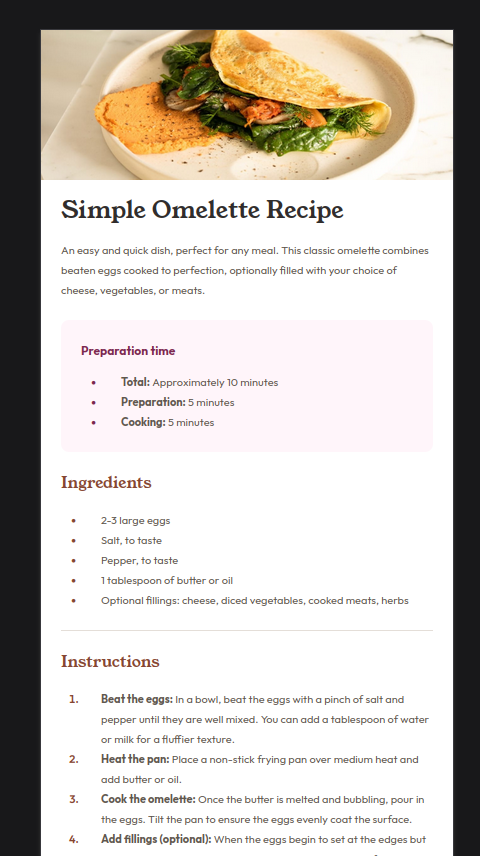 Simple Omelette Recipe
An easy and quick dish, perfect for any meal. This classic omelette combines
beaten eggs cooked to perfection, optionally filled with your choice of
cheese, vegetables, or meats.
Preparation time
• Total: Approximately 10 minutes
• Preparation: 5 minutes
• Cooking: 5 minutes
Ingredients
• 2-3 large eggs
• Salt, to taste
• Pepper, to taste
• 1 tablespoon of butter or oil
• Optional fillings: cheese, diced vegetables, cooked meats, herbs
Instructions
1. Beat the eggs: In a bowl, beat the eggs with a pinch of salt and
pepper until they are well mixed. You can add a tablespoon of water
or milk for a fluffier texture.
2. Heat the pan: Place a non-stick frying pan over medium heat and
add butter or oil.
3. Cook the omelette: Once the butter is melted and bubbling, pour in
the eggs. Tilt the pan to ensure the eggs evenly coat the surface.
4. Add fillings (optional): When the eggs begin to set at the edges but